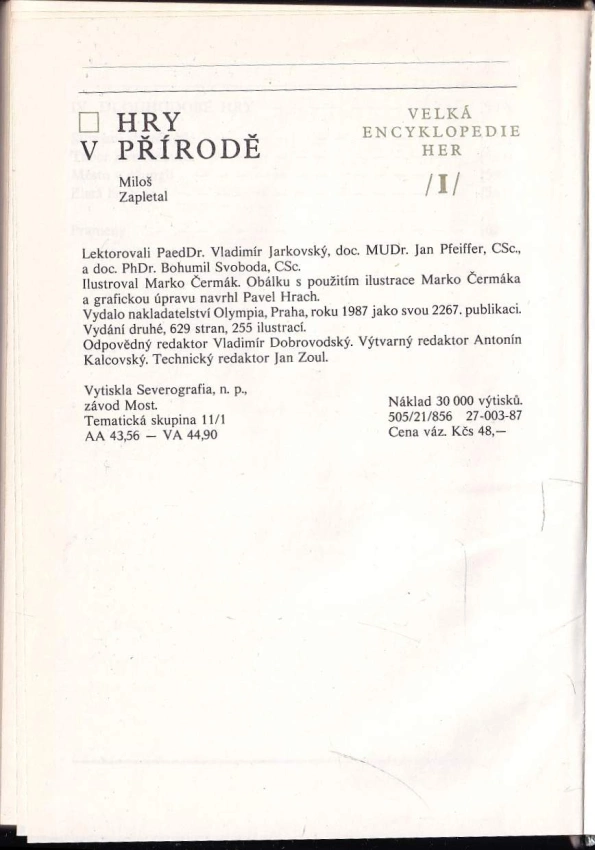 HRY
V PŘÍRODĚ
Miloš
Zapletal
VELKÁ
ENCYKLOPEDIE
HER
/I/
Lektorovali PaedDr. Vladimír Jarkovský, doc. MUDr. Jan Pfeiffer, CSc.,
a doc. PhDr. Bohumil Svoboda, CSc.
Ilustroval Marko Čermák. Obálku s použitím ilustrace Marko Čermáka
a grafickou úpravu navrhl Pavel Hrach.
Vydalo nakladatelství Olympia, Praha, roku 1987 jako svou 2267. publikaci.
Vydání druhé, 629 stran, 255 ilustrací.
Odpovědný redaktor Vladimír Dobrovodský. Výtvarný redaktor Antonín
Kalcovský. Technický redaktor Jan Zoul.
Vytiskla Severografia, n. p.,
závod Most.
Tematická skupina 11/1
AA 43,56 — VA 44,90
Náklad 30 000 výtisků.
505/21/856 27-003-87
Cena váz. Kčs 48,—